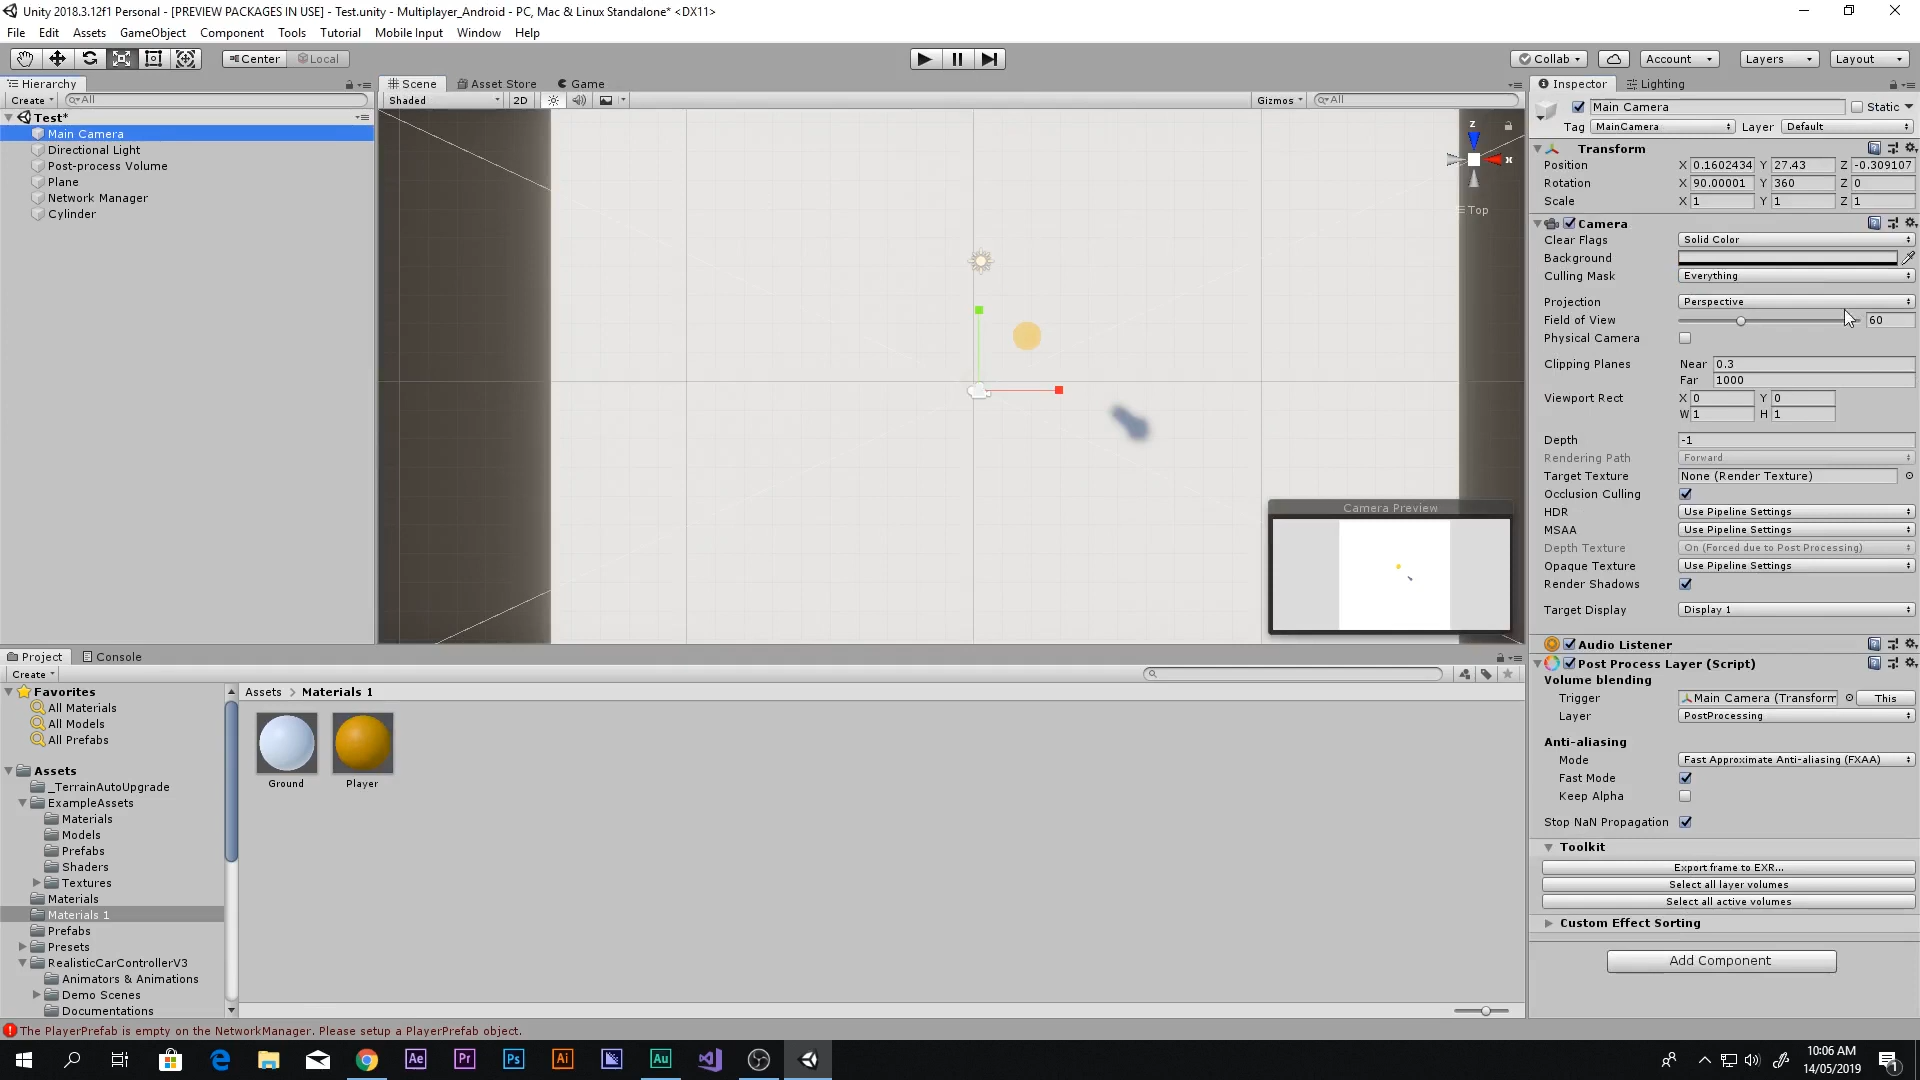 Unity 2018.3.12f1 Personal - [PREVIEW PACKAGES IN USE] - Test.unity - Multiplayer_Android - PC, Mac & Linux Standalone* <DX11>
File Edit Assets GameObject Component Tools Tutorial Mobile Input Window Help
Center Local Collab Account Layers Layout
Hierarchy Scene Asset Store Game Inspector Lighting
Create All Shaded 2D Gizmos All Main Camera Static
Test*
Tag MainCamera Layer Default
Main Camera
Directional Light
Post-process Volume
Plane
Network Manager
Cylinder
z
x
Top
Transform
Position X 0.1602434 Y 27.43 Z -0.309107
Rotation X 90.00001 Y 360 Z 0
Scale X 1 Y 1 Z 1
Camera
Clear Flags Solid Color
Background
Culling Mask Everything
Projection Perspective
Field of View 60
Physical Camera
Clipping Planes Near 0.3
Far 1000
Viewport Rect X 0 Y 0
W 1 H 1
Depth -1
Rendering Path Forward
Target Texture None (Render Texture)
Occlusion Culling
HDR Use Pipeline Settings
MSAA Use Pipeline Settings
Depth Texture On (Forced due to Post Processing)
Opaque Texture Use Pipeline Settings
Render Shadows
Target Display Display 1
Camera Preview
Audio Listener
Post Process Layer (Script)
Volume blending
Trigger Main Camera (Transform This
Layer PostProcessing
Anti-aliasing
Mode Fast Approximate Anti-aliasing (FXAA)
Fast Mode
Keep Alpha
Stop NaN Propagation
Toolkit
Export frame to EXR...
Select all layer volumes
Select all active volumes
Custom Effect Sorting
Add Component
Project Console
Create
Favorites
All Materials
All Models
All Prefabs
Assets
_TerrainAutoUpgrade
ExampleAssets
Materials
Models
Prefabs
Shaders
Textures
Materials
Materials 1
Prefabs
Presets
RealisticCarControllerV3
Animators & Animations
Demo Scenes
Documentations
Assets > Materials 1
Ground Player
The PlayerPrefab is empty on the NetworkManager. Please setup a PlayerPrefab object.
Ae Pr Ps Ai Au
10:06 AM
14/05/2019
1